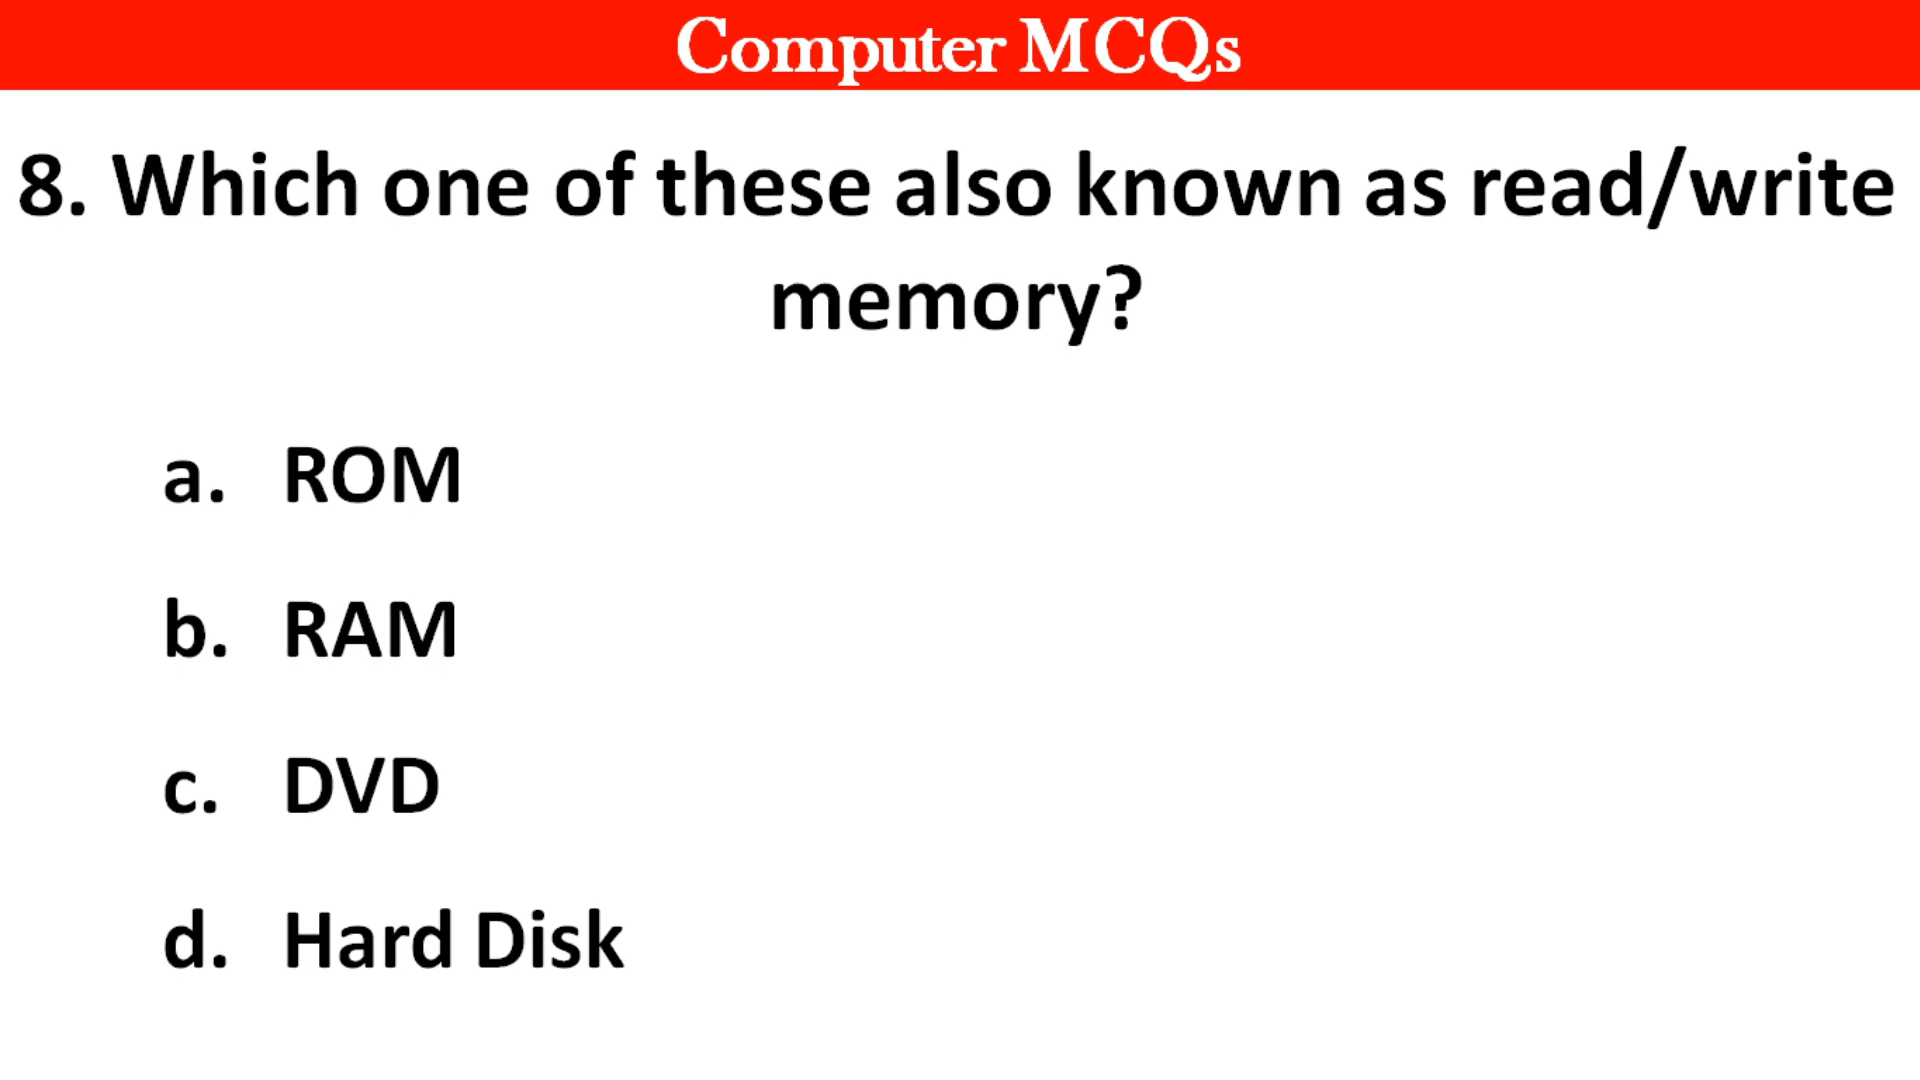 Computer MCQs
8. Which one of these also known as read/write
memory?
a. ROM
b. RAM
c. DVD
d. Hard Disk